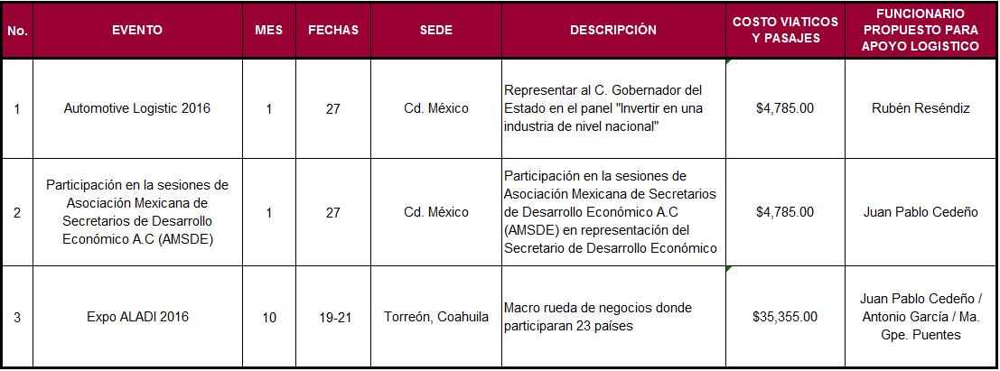 No.
EVENTO
MES
FECHAS
SEDE
DESCRIPCIÓN
COSTO VIATICOS
Y PASAJES
FUNCIONARIO
PROPUESTO PARA
APOYO LOGISTICO
1
Automotive Logistic 2016
1
27
Cd. México
Representar al C. Gobernador del
Estado en el panel "Invertir en una
industria de nivel nacional"
$4,785.00
Rubén Reséndiz
2
Participación en la sesiones de
Asociación Mexicana de
Secretarios de Desarrollo
Económico A.C (AMSDE)
1
27
Cd. México
Participación en la sesiones de
Asociación Mexicana de Secretarios
de Desarrollo Económico A.C
(AMSDE) en representación del
Secretario de Desarrollo Económico
$4,785.00
Juan Pablo Cedeño
3
Expo ALADI 2016
10
19-21
Torreón, Coahuila
Macro rueda de negocios donde
participaran 23 países
$35,355.00
Juan Pablo Cedeño /
Antonio García / Ma.
Gpe. Puentes